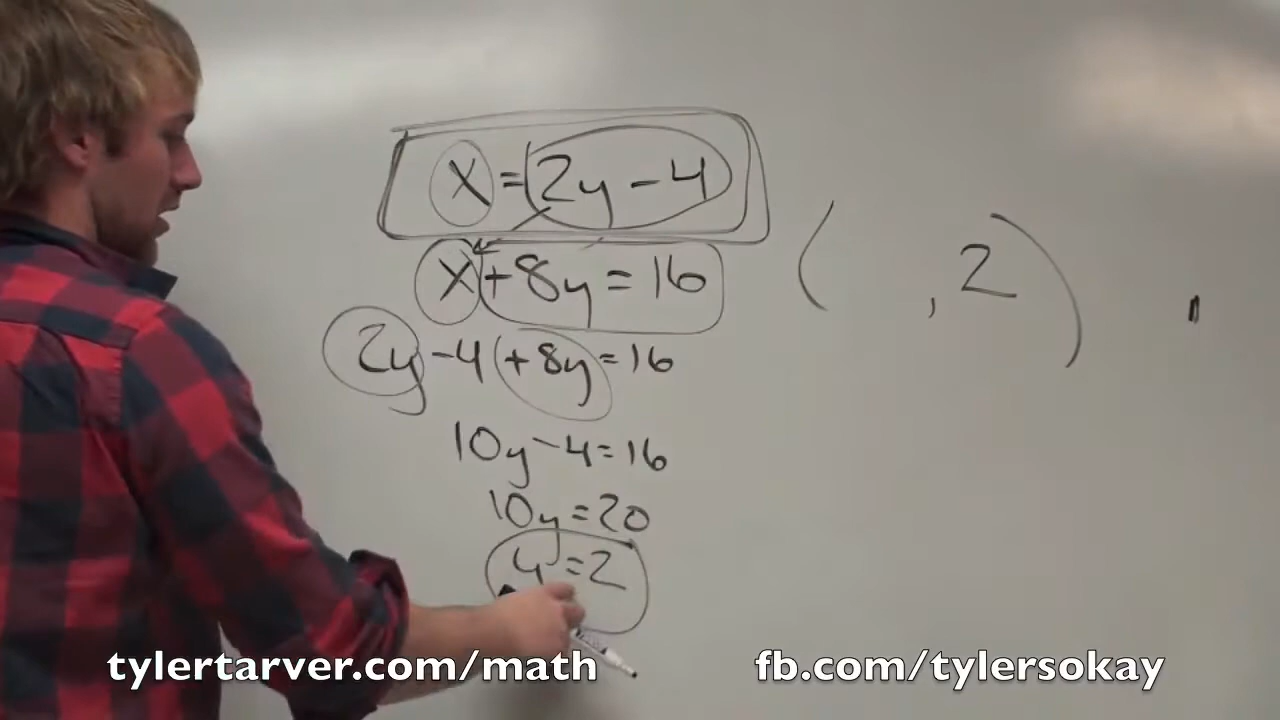 x = 2y - 4
x + 8y = 16
( , 2)
2y - 4 + 8y = 16
10y - 4 = 16
10y = 20
y = 2
tylertarver.com/math
fb.com/tylersokay